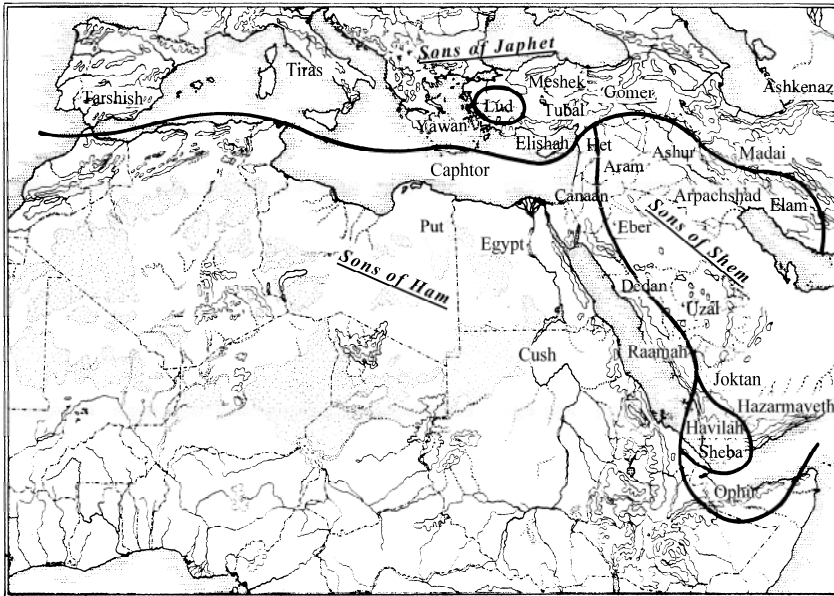 Sons of Japhet
Tiras
Meshek
Gomer
Ashkenaz
Tarshish
Lud
Tubal
Yawan
Elishah
Het
Ashur
Madai
Caphtor
Aram
Canaan
Arpachshad
Elam
Put
Egypt
'Eber
Sons of Shem
Sons of Ham
Dedan
'Uzal
Cush
Raamah
Joktan
Hazarmaveth
Havilah
Sheba
Ophir